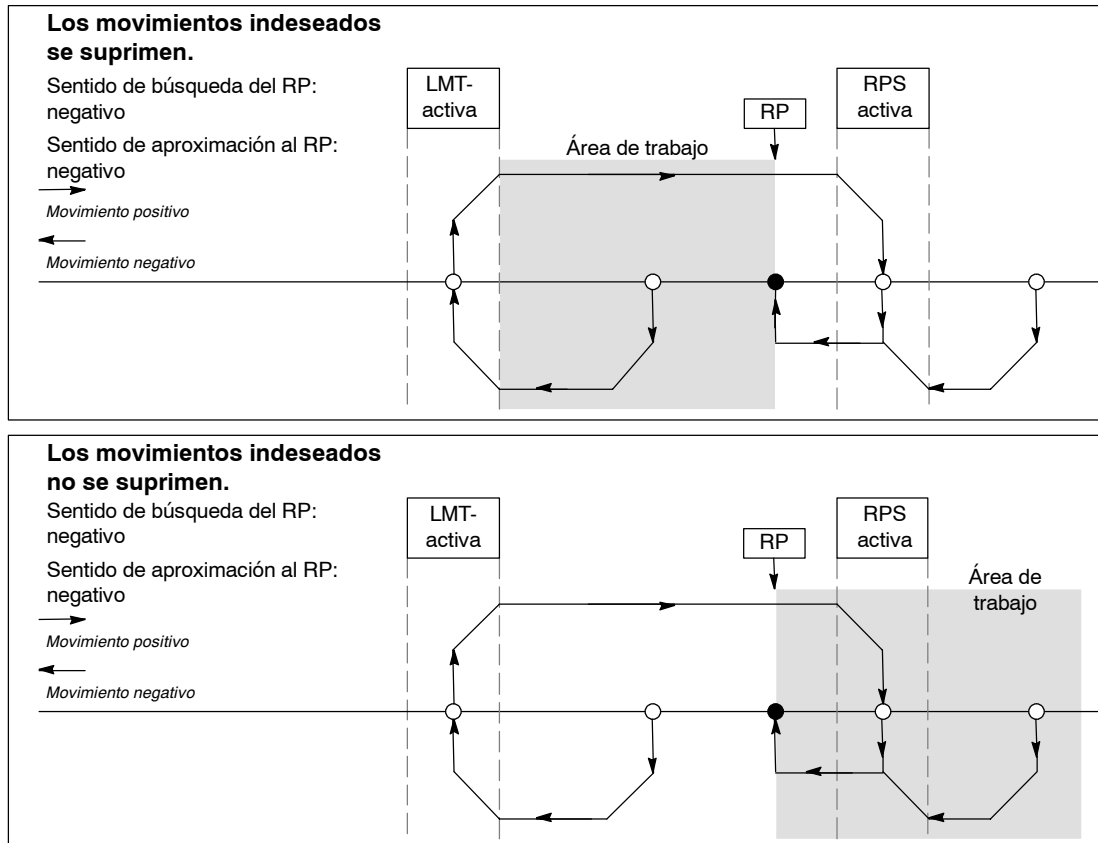 Los movimientos indeseados
se suprimen.
Sentido de búsqueda del RP:
negativo
Sentido de aproximación al RP:
negativo
Movimiento positivo
Movimiento negativo
LMT-
activa
Área de trabajo
RP
RPS
activa
Los movimientos indeseados
no se suprimen.
Sentido de búsqueda del RP:
negativo
Sentido de aproximación al RP:
negativo
Movimiento positivo
Movimiento negativo
LMT-
activa
RP
RPS
activa
Área de
trabajo